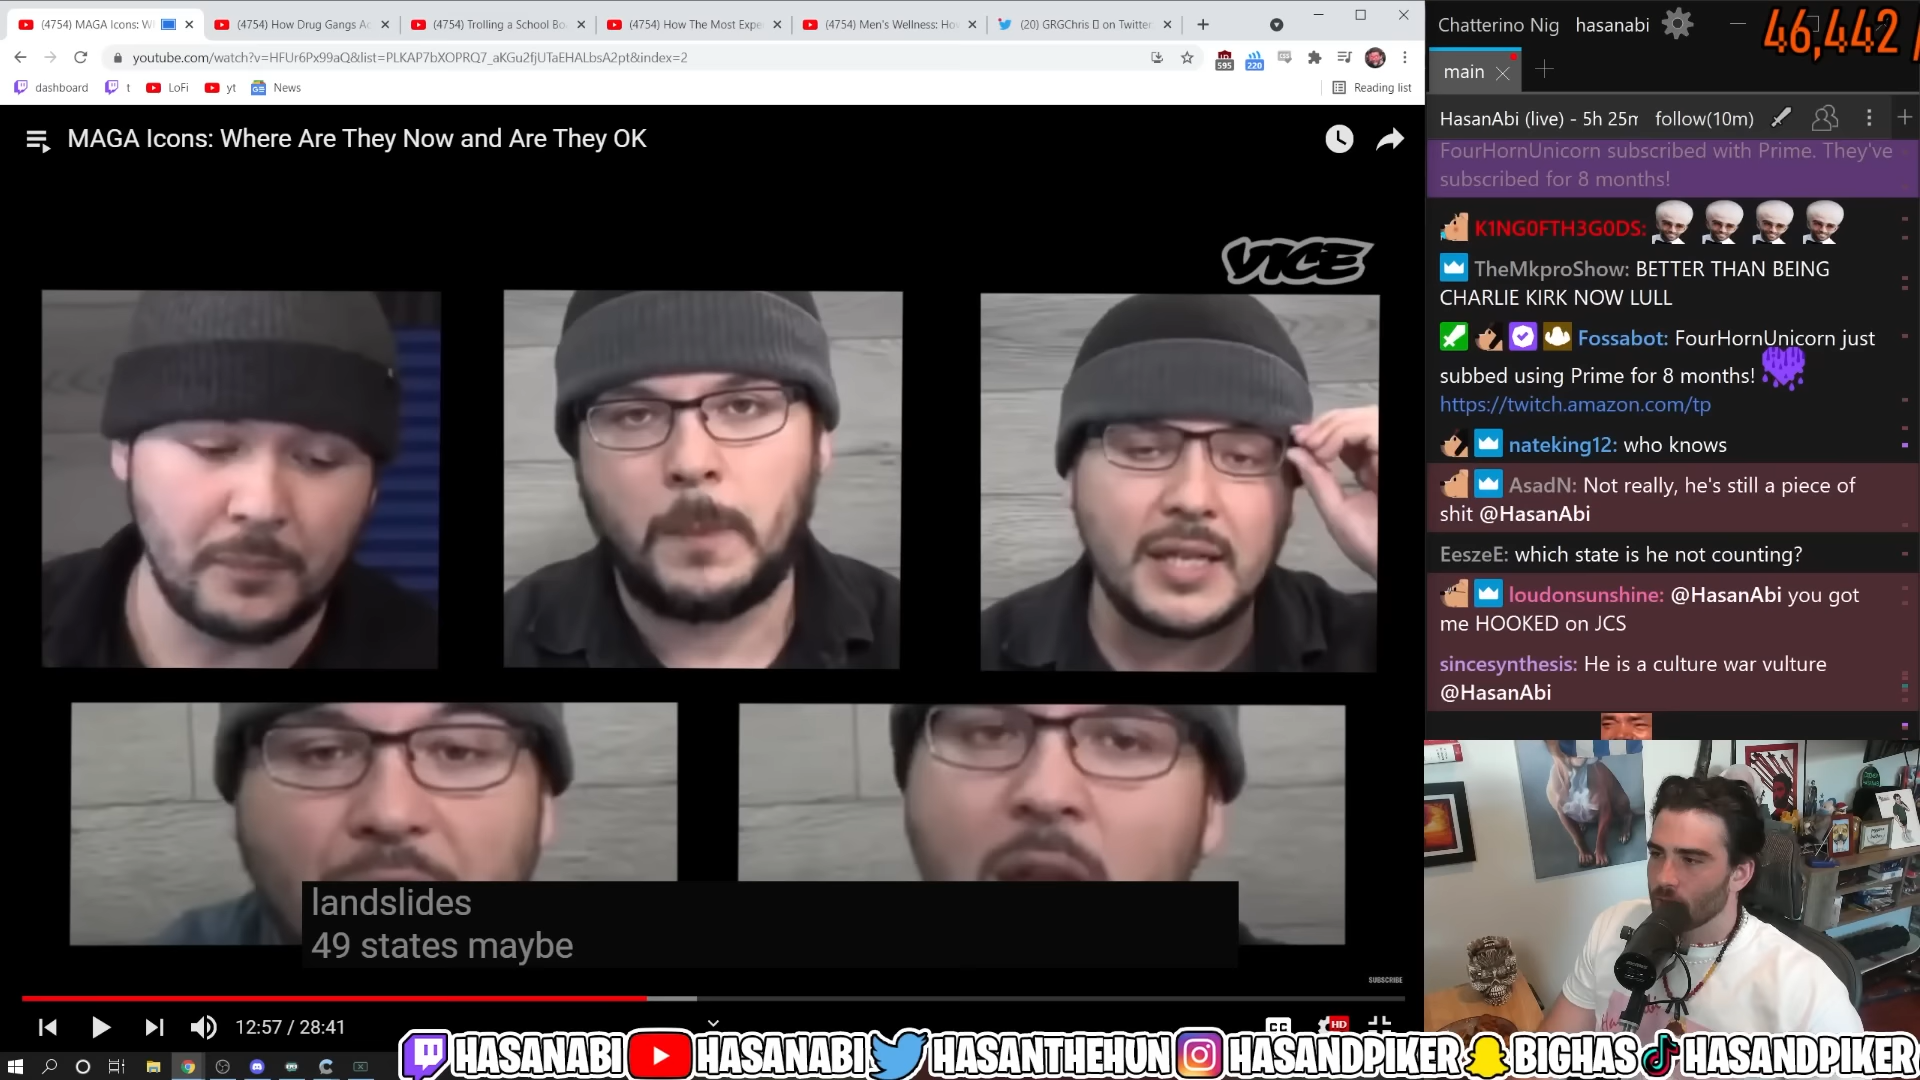 (4754) MAGA Icons: W
(4754) How Drug Gangs Ac
(4754) Trolling a School Bo
(4754) How The Most Expe
(4754) Men's Wellness: Ho
(20) GRGChris on Twitter
youtube.com/watch?v=HFUr6Px99aQ&list=PLKAP7bXOPRQ7_aKGu2fjUTaEHALbsA2pt&index=2
595
220
dashboard
t
LoFi
yt
News
Reading list
MAGA Icons: Where Are They Now and Are They OK
VICE
landslides
49 states maybe
SUBSCRIBE
12:57 / 28:41
CC
HD
Chatterino Nig
hasanabi
46,442 /
main
HasanAbi (live) - 5h 25m
follow(10m)
FourHornUnicorn subscribed with Prime. They've
subscribed for 8 months!
K1NG0FTH3G0DS:
TheMkproShow: BETTER THAN BEING
CHARLIE KIRK NOW LULL
Fossabot: FourHornUnicorn just
subbed using Prime for 8 months!
https://twitch.amazon.com/tp
nateking12: who knows
AsadN: Not really, he's still a piece of
shit @HasanAbi
EeszeE: which state is he not counting?
loudonsunshine: @HasanAbi you got
me HOOKED on JCS
sincesynthesis: He is a culture war vulture
@HasanAbi
HASANABI HASANABI HASANTHEHUN HASANDPIKER BIGHAS HASANDPIKER